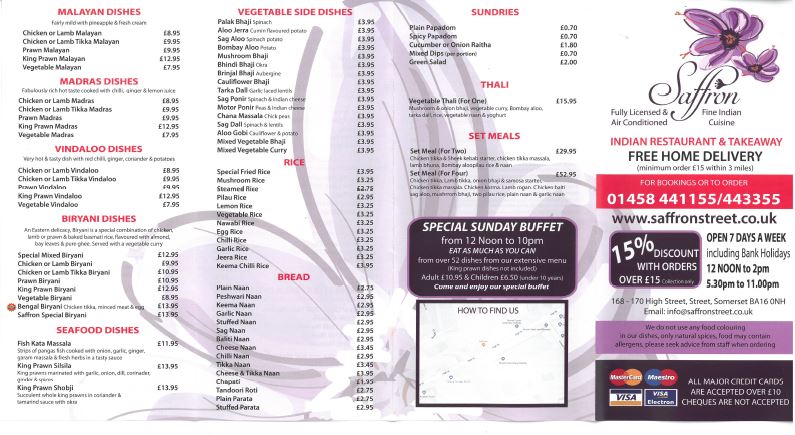 MALAYAN DISHES
Fairly mild with pineapple & fresh cream
Chicken or Lamb Malayan £8.95
Chicken or Lamb Tikka Malayan £9.95
Prawn Malayan £9.95
King Prawn Malayan £12.95
Vegetable Malayan £7.95
MADRAS DISHES
Fabulously rich hot taste cooked with chilli, ginger & lemon juice
Chicken or Lamb Madras £8.95
Chicken or Lamb Tikka Madras £9.95
Prawn Madras £9.95
King Prawn Madras £12.95
Vegetable Madras £7.95
VINDALOO DISHES
Very hot & tasty dish with red chilli, ginger, coriander & potatoes
Chicken or Lamb Vindaloo £8.95
Chicken or Lamb Tikka Vindaloo £9.95
Prawn Vindaloo £9.95
King Prawn Vindaloo £12.95
Vegetable Vindaloo £7.95
BIRYANI DISHES
An Eastern delicacy, Biryani is a special combination of chicken,
lamb or prawn & baked basmati rice, flavoured with almond,
bay leaves & pure ghee. Served with a vegetable curry
Special Mixed Biryani £12.95
Chicken or Lamb Biryani £9.95
Chicken or Lamb Tikka Biryani £10.95
Prawn Biryani £10.95
King Prawn Biryani £12.95
Vegetable Biryani £8.95
Bengal Biryani Chicken tikka, minced meat & egg £13.95
Saffron Special Biryani £13.95
SEAFOOD DISHES
Fish Kata Massala £11.95
Strips of pangas fish cooked with onion, garlic, ginger,
garam massala & fresh herbs in a tasty sauce
King Prawn Silsila £13.95
King prawns marinated with garlic, onion, dill, corinader,
ginder & spices
King Prawn Shobji £13.95
Succulent whole king prawns in coriander &
tamarind sauce with okra
VEGETABLE SIDE DISHES
Palak Bhaji Spinach £3.95
Aloo Jerra Cumin flavoured potato £3.95
Sag Aloo Spinach potato £3.95
Bombay Aloo Potato £3.95
Mushroom Bhaji £3.95
Bhindi Bhaji Okra £3.95
Brinjal Bhaji Aubergine £3.95
Cauliflower Bhaji £3.95
Tarka Dall Garlic laced lentils £3.95
Sag Ponir Spinach & Indian cheese £3.95
Motor Ponir Peas & Indian cheese £3.95
Chana Massala Chick peas £3.95
Sag Dall Spinach & lentils £3.95
Aloo Gobi Cauliflower & potato £3.95
Mixed Vegetable Bhaji £3.95
Mixed Vegetable Curry £3.95
RICE
Special Fried Rice £3.95
Mushroom Rice £3.25
Steamed Rice £2.75
Pilau Rice £2.95
Lemon Rice £3.25
Vegetable Rice £3.25
Nawabi Rice £3.25
Egg Rice £3.25
Chilli Rice £3.25
Garlic Rice £3.25
Jeera Rice £3.25
Keema Chilli Rice £3.95
BREAD
Plain Naan £2.75
Peshwari Naan £2.95
Keema Naan £2.95
Garlic Naan £2.95
Stuffed Naan £2.95
Sag Naan £2.95
Baliti Naan £2.95
Cheese Naan £3.45
Chilli Naan £2.95
Tikka Naan £3.45
Cheese & Tikka Naan £3.95
Chapati £1.95
Tandoori Roti £2.75
Plain Parata £2.75
Stuffed Parata £2.95
SUNDRIES
Plain Papadom £0.70
Spicy Papadom £0.70
Cucumber or Onion Raitha £1.80
Mixed Dips (per portion) £0.70
Green Salad £2.00
THALI
Vegetable Thali (For One) £15.95
Mushroom & onion bhaji, vegetable curry, Bombay aloo,
tarka dall, rice, vegetable naan & yoghurt
SET MEALS
Set Meal (For Two) £29.95
Chicken tikka & Sheek kebab starter, chicken tikka massala,
lamb bhuna, Bombay aloopilau rice & naan
Set Meal (For Four) £52.95
Chicken tikka, Lamb tikka, onion bhaji & samosa starter,
Chicken tikka massala, Chicken korma, Lamb rogan, Chicken balti
sag aloo, mushrrom bhaji, two pilau rice, plain naan & garlic naan
SPECIAL SUNDAY BUFFET
from 12 Noon to 10pm
EAT AS MUCH AS YOU CAN
from over 52 dishes from our extensive menu
(King prawn dishes not included)
Adult £10.95 & Children £6.50 (under 10 years)
Come and enjoy our special buffet
HOW TO FIND US
Saffron
Fully Licensed & Air Conditioned
Fine Indian Cuisine
INDIAN RESTAURANT & TAKEAWAY
FREE HOME DELIVERY
(minimum order £15 within 3 miles)
FOR BOOKINGS OR TO ORDER
01458 441155/443355
www.saffronstreet.co.uk
15% DISCOUNT
WITH ORDERS
OVER £15 Collection only
OPEN 7 DAYS A WEEK
including Bank Holidays
12 NOON to 2pm
5.30pm to 11.00pm
168 - 170 High Street, Street, Somerset BA16 0NH
Email: info@saffronstreet.co.uk
We do not use any food colouring
in our dishes, only natural spices, food may contain
allergens, please seek advice from staff when ordering
MasterCard Maestro
VISA VISA Electron
ALL MAJOR CREDIT CARDS
ARE ACCEPTED OVER £10
CHEQUES ARE NOT ACCEPTED